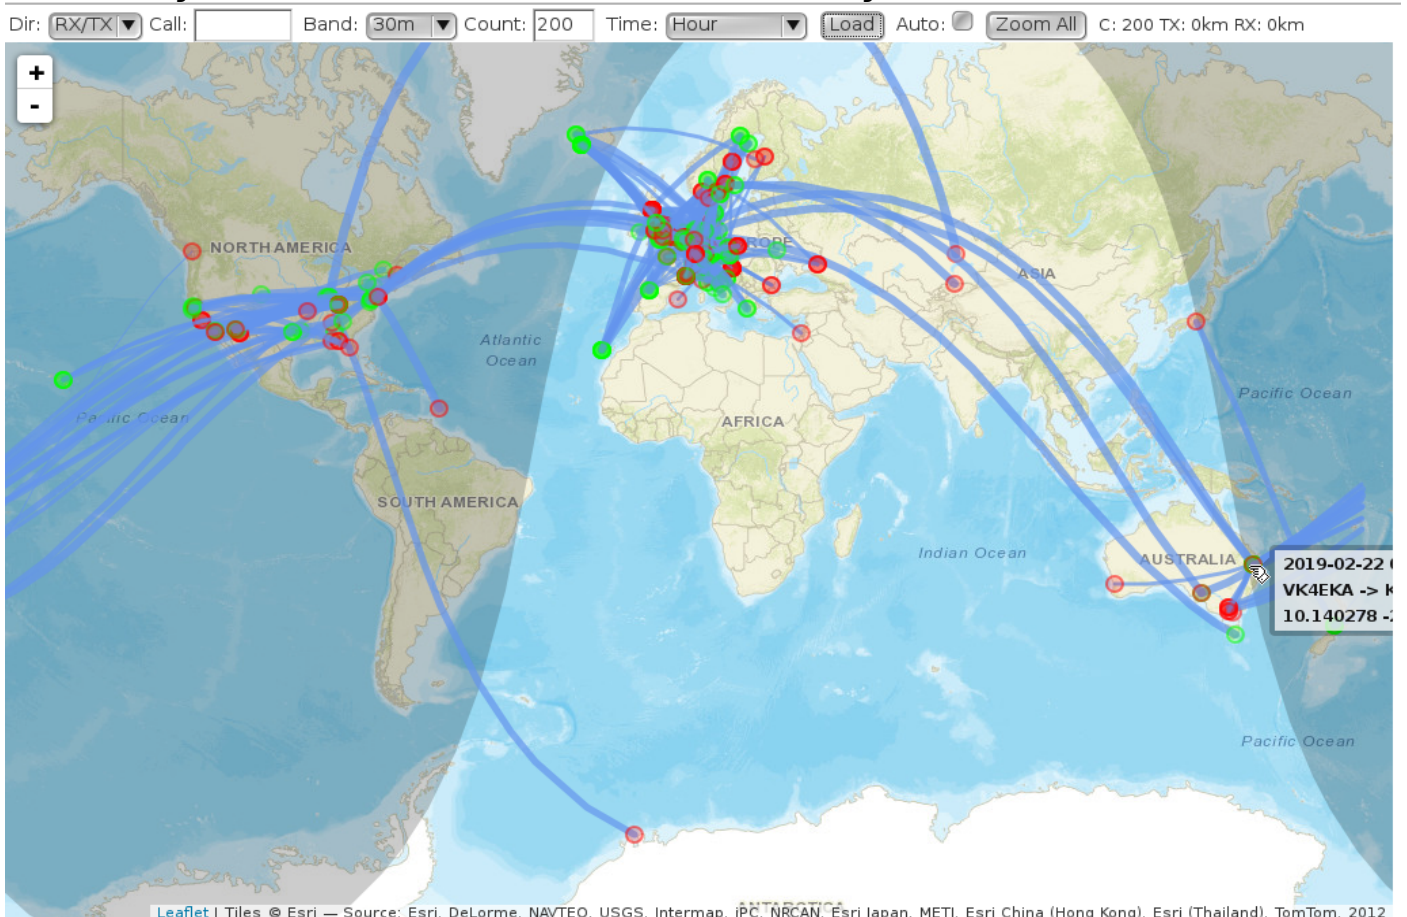 Dir: RX/TX Call: Band: 30m Count: 200 Time: Hour Load Auto: Zoom All C: 200 TX: 0km RX: 0km
+
-
NORTH AMERICA
EUROPE
ASIA
Atlantic
Ocean
Pacific Ocean
Pacific Ocean
AFRICA
SOUTH AMERICA
Indian Ocean
AUSTRALIA
2019-02-22
VK4EKA -> K
10.140278 -2
Pacific Ocean
ANTARCTICA
Leaflet | Tiles © Esri — Source: Esri, DeLorme, NAVTEQ, USGS, Intermap, iPC, NRCAN, Esri Japan, METI, Esri China (Hong Kong), Esri (Thailand), TomTom, 2012